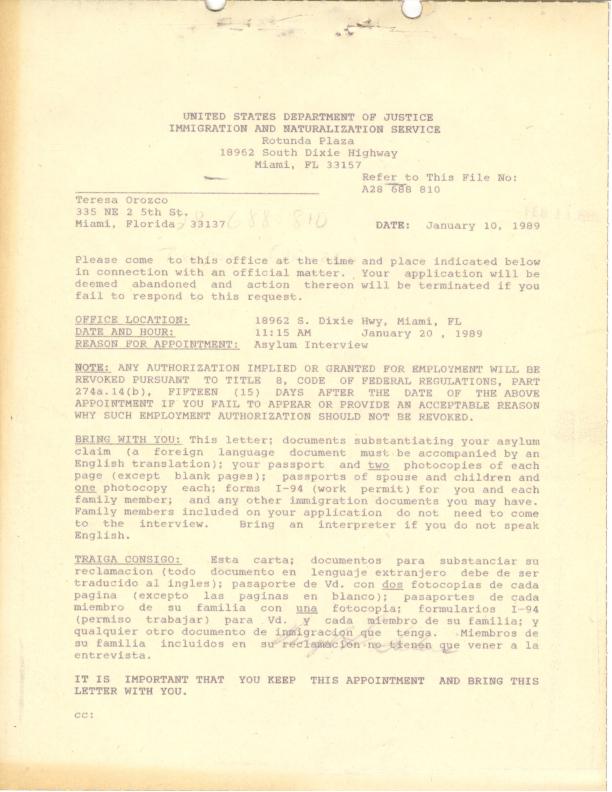 UNITED STATES DEPARTMENT OF JUSTICE
IMMIGRATION AND NATURALIZATION SERVICE
Rotunda Plaza
18962 South Dixie Highway
Miami, FL 33157
Refer to This File No:
A28 688 810
Teresa Orozco
335 NE 2 5th St.
Miami, Florida 33137
28 688 810
DATE: January 10, 1989
Please come to this office at the time and place indicated below
in connection with an official matter. Your application will be
deemed abandoned and action thereon will be terminated if you
fail to respond to this request.
OFFICE LOCATION: 18962 S. Dixie Hwy, Miami, FL
DATE AND HOUR: 11:15 AM January 20 , 1989
REASON FOR APPOINTMENT: Asylum Interview
NOTE: ANY AUTHORIZATION IMPLIED OR GRANTED FOR EMPLOYMENT WILL BE
REVOKED PURSUANT TO TITLE 8, CODE OF FEDERAL REGULATIONS, PART
274a.14(b), FIFTEEN (15) DAYS AFTER THE DATE OF THE ABOVE
APPOINTMENT IF YOU FAIL TO APPEAR OR PROVIDE AN ACCEPTABLE REASON
WHY SUCH EMPLOYMENT AUTHORIZATION SHOULD NOT BE REVOKED.
BRING WITH YOU: This letter; documents substantiating your asylum
claim (a foreign language document must be accompanied by an
English translation); your passport and two photocopies of each
page (except blank pages); passports of spouse and children and
one photocopy each; forms I-94 (work permit) for you and each
family member; and any other immigration documents you may have.
Family members included on your application do not need to come
to the interview. Bring an interpreter if you do not speak
English.
TRAIGA CONSIGO: Esta carta; documentos para substanciar su
reclamacion (todo documento en lenguaje extranjero debe de ser
traducido al ingles); pasaporte de Vd. con dos fotocopias de cada
pagina (excepto las paginas en blanco); pasaportes de cada
miembro de su familia con una fotocopia; formularios I-94
(permiso trabajar) para Vd. y cada miembro de su familia; y
qualquier otro documento de inmigracion que tenga. Miembros de
su familia incluidos en su reclamacion no tienen que vener a la
entrevista.
IT IS IMPORTANT THAT YOU KEEP THIS APPOINTMENT AND BRING THIS
LETTER WITH YOU.
cc: